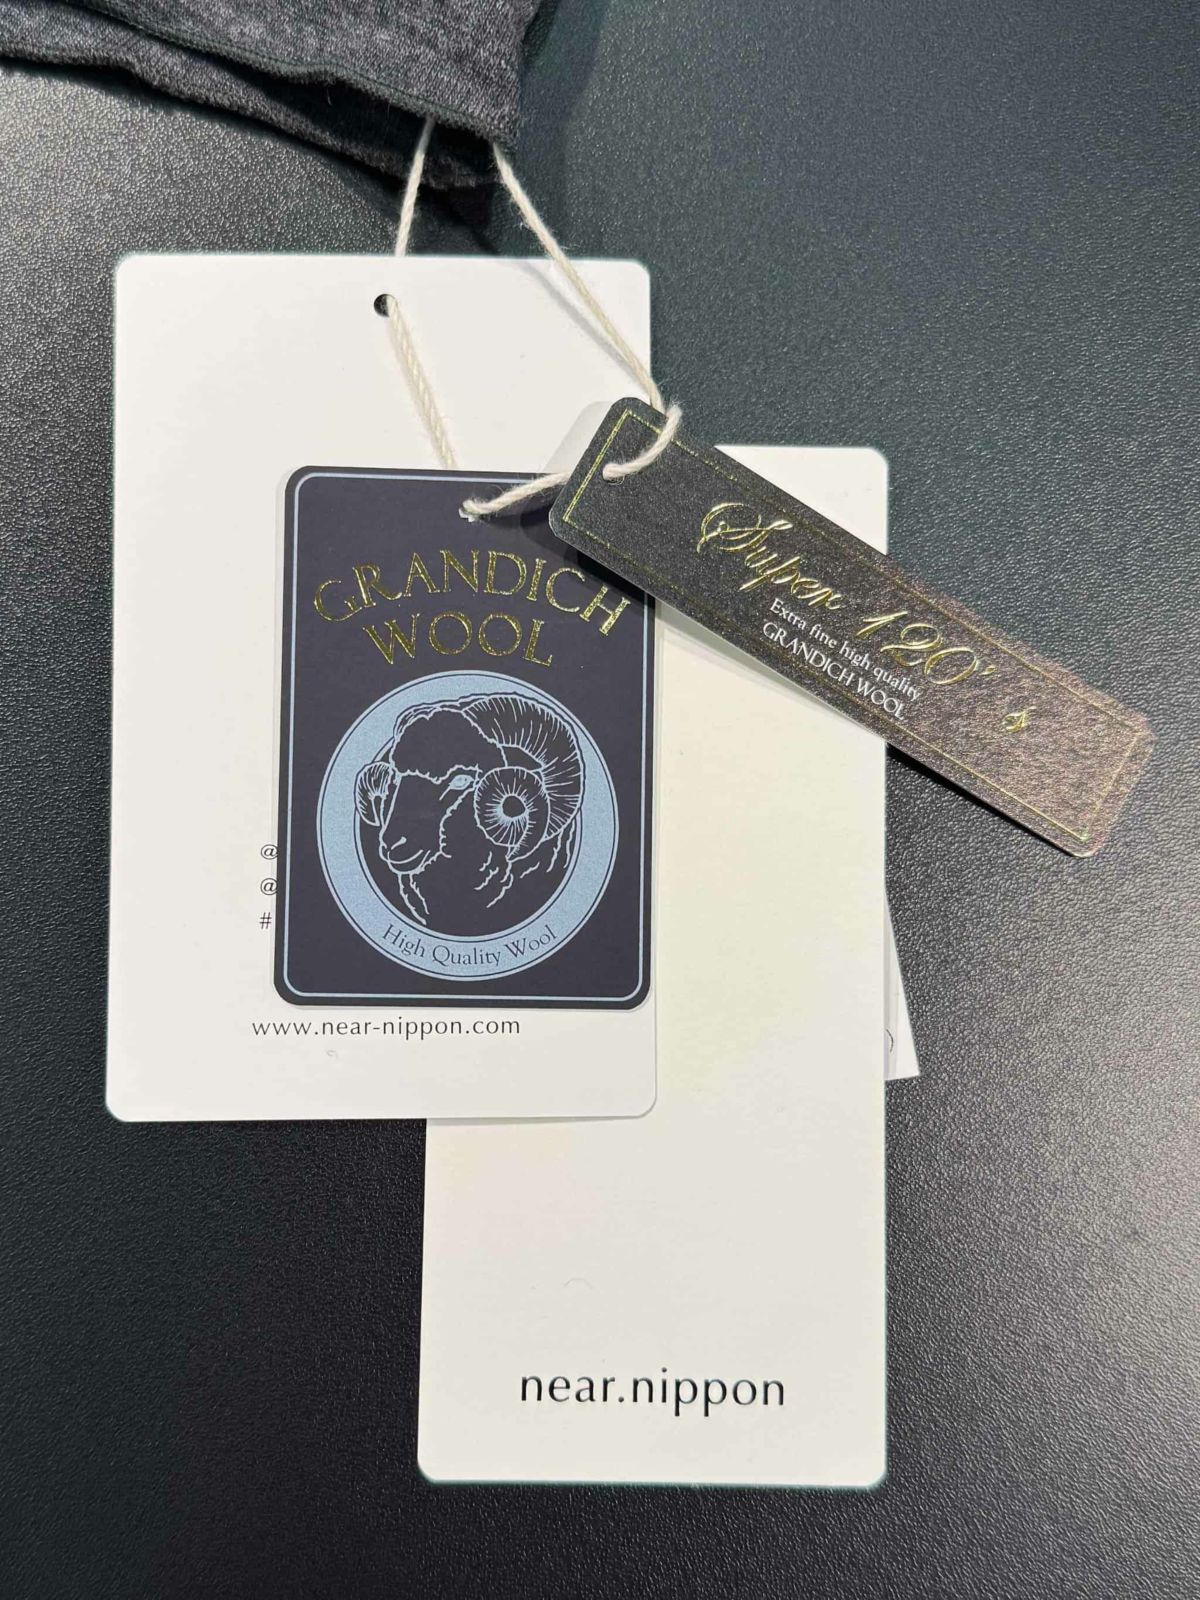 GRANDICH
WOOL
High Quality Wool
Super 120's
Extra fine high quality
GRANDICH WOOL
@
@
#
www.near-nippon.com
near.nippon